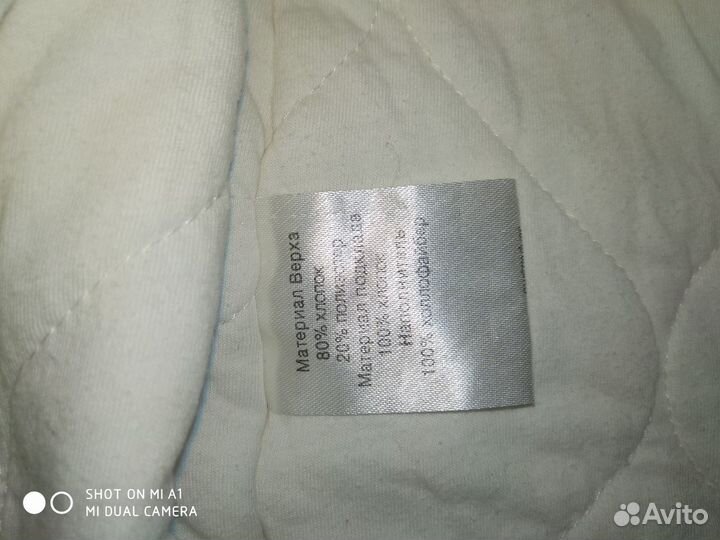 Материал Верха
80% хлопок
20% полиэстер
Материал подклада
100% хлопок
Наполнитель
100% холлофайбер
SHOT ON MI A1
MI DUAL CAMERA
Avito